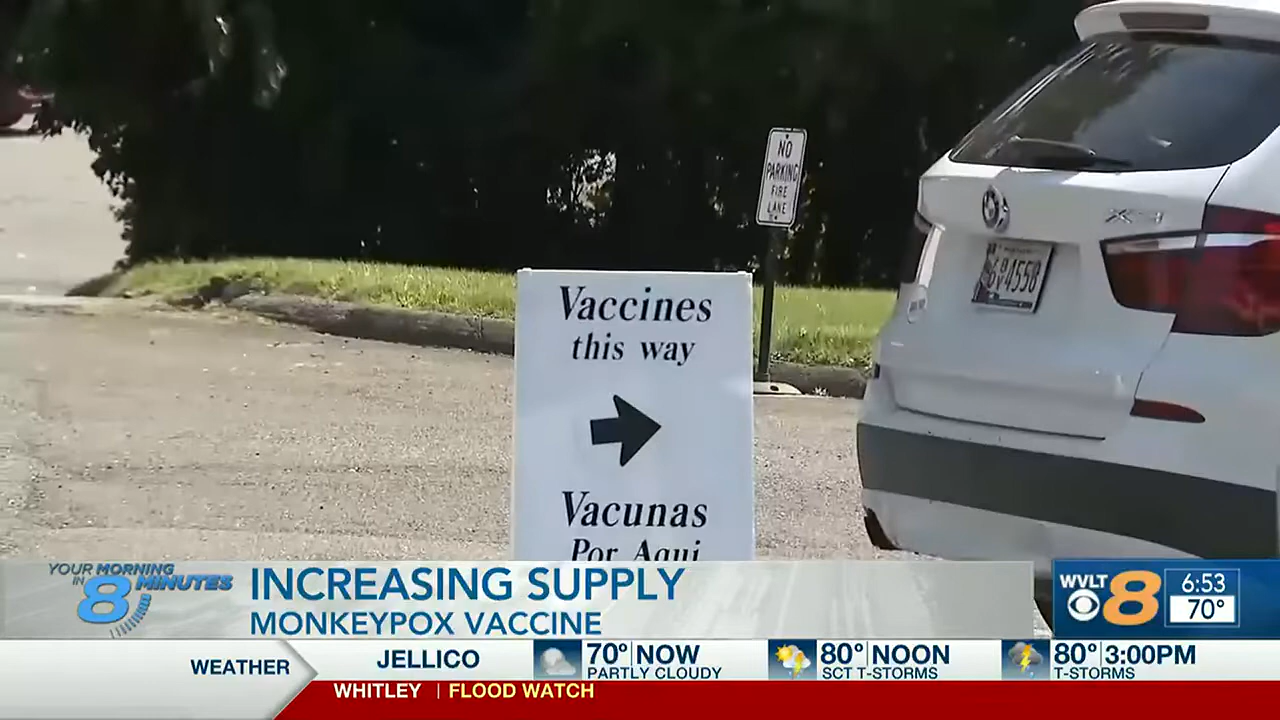 NO
PARKING
FIRE
LANE
Vaccines
this way
Vacunas
Por Aqui
YOUR MORNING
IN 8 MINUTES
INCREASING SUPPLY
MONKEYPOX VACCINE
WVLT 8
6:53
70°
WEATHER
JELLICO
70° NOW
PARTLY CLOUDY
80° NOON
SCT T-STORMS
80° 3:00PM
T-STORMS
WHITLEY | FLOOD WATCH